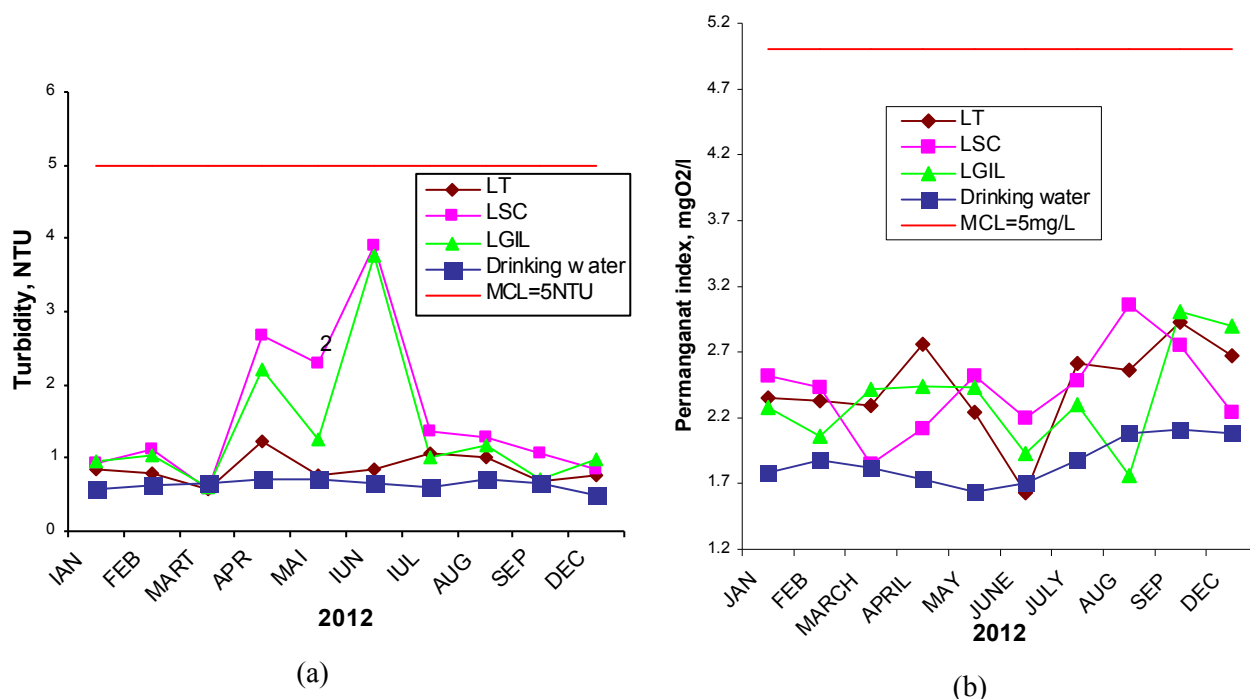 6
5
4
3
2
1
0
Turbidity, NTU
LT
LSC
LGIL
Drinking water
MCL=5NTU
2
IAN
FEB
MART
APR
MAI
IUN
IUL
AUG
SEP
DEC
2012
(a)
5.2
4.7
4.2
3.7
3.2
2.7
2.2
1.7
1.2
Permanganat index, mgO2/l
LT
LSC
LGIL
Drinking water
MCL=5mg/L
JAN
FEB
MARCH
APRIL
MAY
JUNE
JULY
AUG
SEP
DEC
2012
(b)